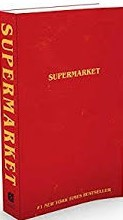 SUPERMARKET
SUPERMARKET
#1 NEW YORK TIMES BESTSELLER